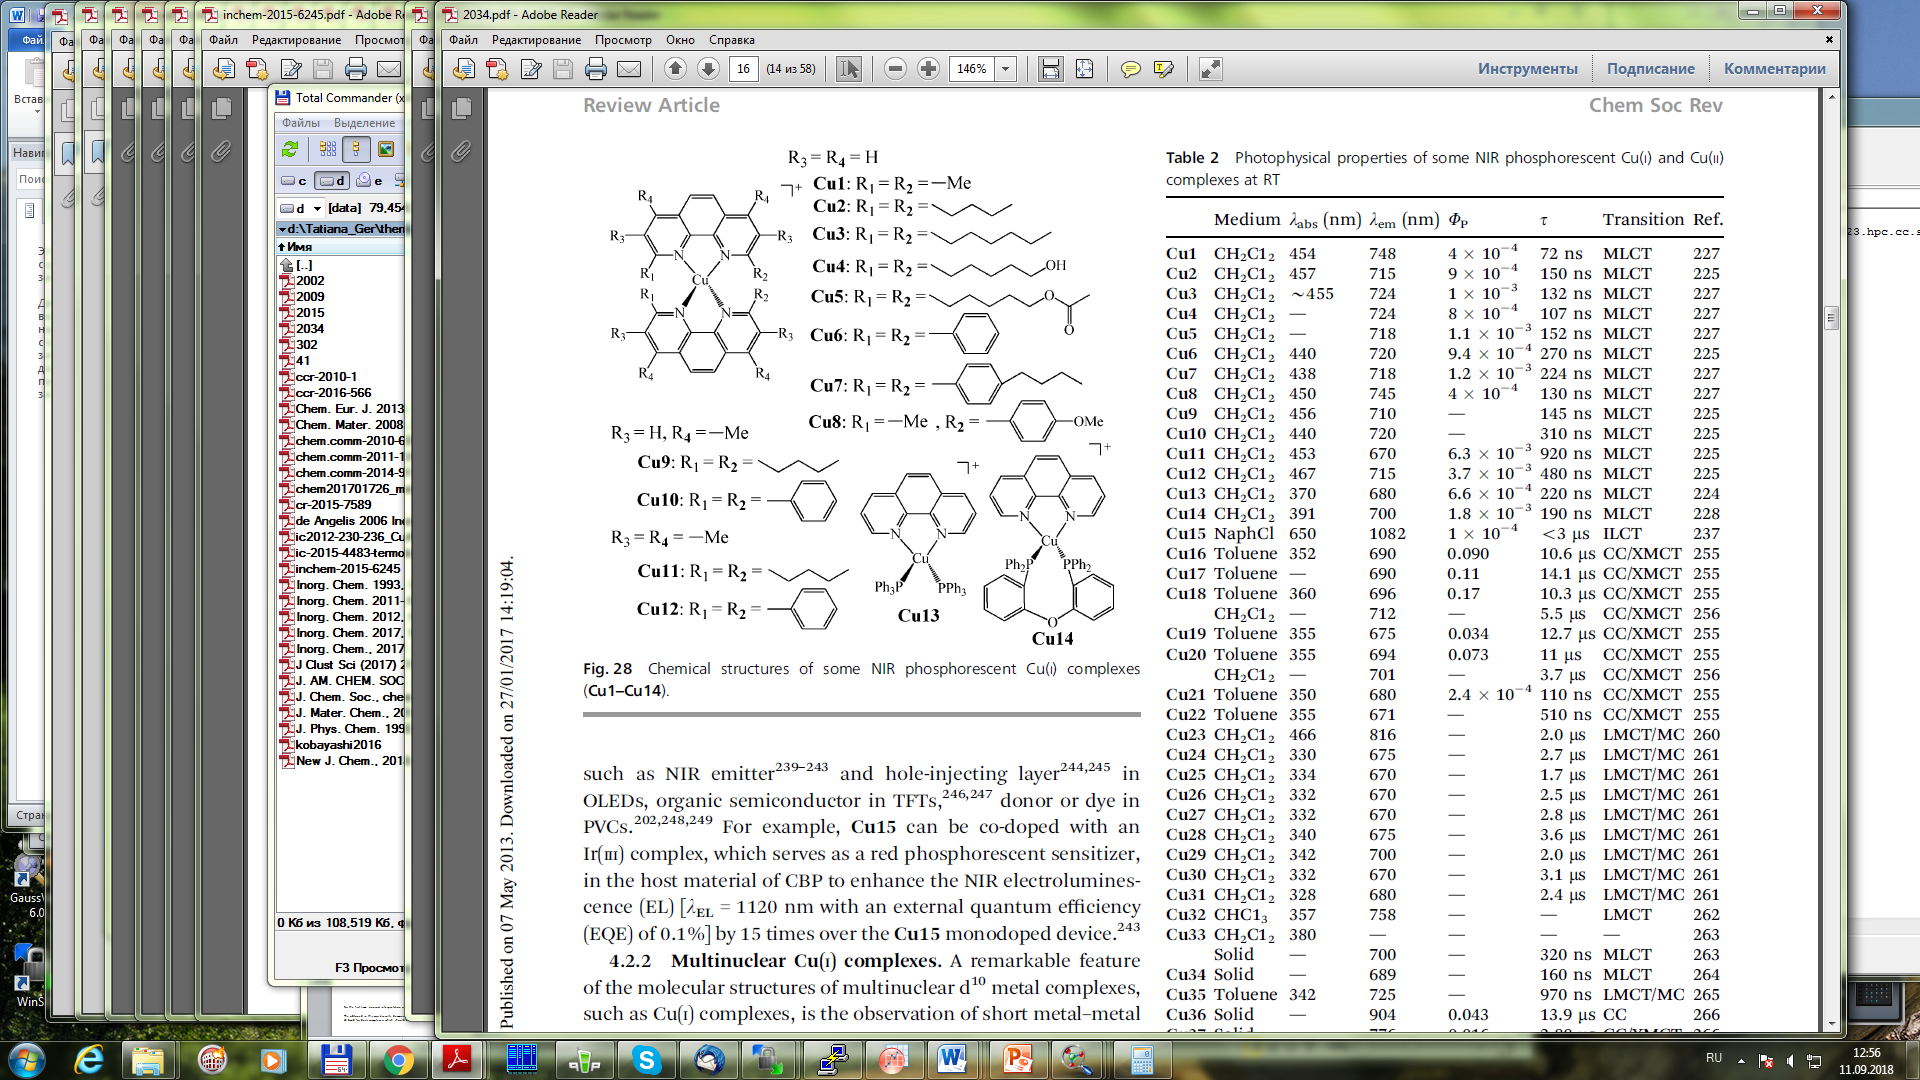 inchem-2015-6245.pdf - Adobe Re
2034.pdf - Adobe Reader
Файл Редактирование Просмот
Файл Редактирование Просмотр Окно Справка
16 (14 из 58) 146%
Инструменты Подписание Комментарии
Total Commander (x
Файлы Выделение
c d e
d [data] 79,454
d:\Tatiana_Ger\them
Имя
[..]
2002
2009
2015
2034
302
41
ccr-2010-1
ccr-2016-566
Chem. Eur. J. 2013
Chem. Mater. 2008
chem.comm-2010-6
chem.comm-2011-1
chem.comm-2014-9
chem201701726_m
cr-2015-7589
de Angelis 2006 Ino
ic2012-230-236_Cu
ic-2015-4483-termo
inchem-2015-6245
Inorg. Chem. 1993,
Inorg. Chem. 2011-
Inorg. Chem. 2012,
Inorg. Chem. 2017,
Inorg. Chem., 2017
J Clust Sci (2017) 2
J. AM. CHEM. SOC
J. Chem. Soc., che
J. Mater. Chem., 20
J. Phys. Chem. 199
kobayashi2016
New J. Chem., 201
0 Кб из 108,519 Кб, ф
F3 Просмот
Review Article
Chem Soc Rev
R3 = R4 = H
Cu1: R1 = R2 = —Me
Cu2: R1 = R2 =
Cu3: R1 = R2 =
Cu4: R1 = R2 = OH
Cu5: R1 = R2 = O O
Cu6: R1 = R2 =
Cu7: R1 = R2 =
Cu8: R1 = —Me , R2 = OMe
R3 = H, R4 = —Me
Cu9: R1 = R2 =
Cu10: R1 = R2 =
R3 = R4 = —Me
Cu11: R1 = R2 =
Cu12: R1 = R2 =
R4 R4
R3 R3
N N
R1 R2
Cu
R1 R2
N N
R3 R3
R4 R4
N N
Cu
Ph3P PPh3
Cu13
N N
Cu
Ph2P PPh2
O
Cu14
Fig. 28 Chemical structures of some NIR phosphorescent Cu(I) complexes
(Cu1–Cu14).
such as NIR emitter239–243 and hole-injecting layer244,245 in
OLEDs, organic semiconductor in TFTs,246,247 donor or dye in
PVCs.202,248,249 For example, Cu15 can be co-doped with an
Ir(III) complex, which serves as a red phosphorescent sensitizer,
in the host material of CBP to enhance the NIR electrolumines-
cence (EL) [λEL = 1120 nm with an external quantum efficiency
(EQE) of 0.1%] by 15 times over the Cu15 monodoped device.243
4.2.2 Multinuclear Cu(I) complexes. A remarkable feature
of the molecular structures of multinuclear d10 metal complexes,
such as Cu(I) complexes, is the observation of short metal–metal
Published on 07 May 2013. Downloaded on 27/01/2017 14:19:04.
Table 2 Photophysical properties of some NIR phosphorescent Cu(I) and Cu(II)
complexes at RT
Medium λabs (nm) λem (nm) ΦP τ Transition Ref.
Cu1 CH2Cl2 454 748 4 × 10−4 72 ns MLCT 227
Cu2 CH2Cl2 457 715 9 × 10−4 150 ns MLCT 225
Cu3 CH2Cl2 ~455 724 1 × 10−3 132 ns MLCT 227
Cu4 CH2Cl2 — 724 8 × 10−4 107 ns MLCT 227
Cu5 CH2Cl2 — 718 1.1 × 10−3 152 ns MLCT 227
Cu6 CH2Cl2 440 720 9.4 × 10−4 270 ns MLCT 225
Cu7 CH2Cl2 438 718 1.2 × 10−3 224 ns MLCT 227
Cu8 CH2Cl2 450 745 4 × 10−4 130 ns MLCT 227
Cu9 CH2Cl2 456 710 — 145 ns MLCT 225
Cu10 CH2Cl2 440 720 — 310 ns MLCT 225
Cu11 CH2Cl2 453 670 6.3 × 10−3 920 ns MLCT 225
Cu12 CH2Cl2 467 715 3.7 × 10−3 480 ns MLCT 225
Cu13 CH2Cl2 370 680 6.6 × 10−4 220 ns MLCT 224
Cu14 CH2Cl2 391 700 1.8 × 10−3 190 ns MLCT 228
Cu15 NaphCl 650 1082 1 × 10−4 <3 μs ILCT 237
Cu16 Toluene 352 690 0.090 10.6 μs CC/XMCT 255
Cu17 Toluene — 690 0.11 14.1 μs CC/XMCT 255
Cu18 Toluene 360 696 0.17 10.3 μs CC/XMCT 255
CH2Cl2 — 712 — 5.5 μs CC/XMCT 256
Cu19 Toluene 355 675 0.034 12.7 μs CC/XMCT 255
Cu20 Toluene 355 694 0.073 11 μs CC/XMCT 255
CH2Cl2 — 701 — 3.7 μs CC/XMCT 256
Cu21 Toluene 350 680 2.4 × 10−4 110 ns CC/XMCT 255
Cu22 Toluene 355 671 — 510 ns CC/XMCT 255
Cu23 CH2Cl2 466 816 — 2.0 μs LMCT/MC 260
Cu24 CH2Cl2 330 675 — 2.7 μs LMCT/MC 261
Cu25 CH2Cl2 334 670 — 1.7 μs LMCT/MC 261
Cu26 CH2Cl2 332 670 — 2.5 μs LMCT/MC 261
Cu27 CH2Cl2 332 670 — 2.8 μs LMCT/MC 261
Cu28 CH2Cl2 340 675 — 3.6 μs LMCT/MC 261
Cu29 CH2Cl2 342 700 — 2.0 μs LMCT/MC 261
Cu30 CH2Cl2 332 670 — 3.1 μs LMCT/MC 261
Cu31 CH2Cl2 328 680 — 2.4 μs LMCT/MC 261
Cu32 CHCl3 357 758 — — LMCT 262
Cu33 CH2Cl2 380 — — — — 263
Solid — 700 — 320 ns MLCT 263
Cu34 Solid — 689 — 160 ns MLCT 264
Cu35 Toluene 342 725 — 970 ns LMCT/MC 265
Cu36 Solid — 904 0.043 13.9 μs CC 266
23.hpc.cc.s
RU
12:56
11.09.2018